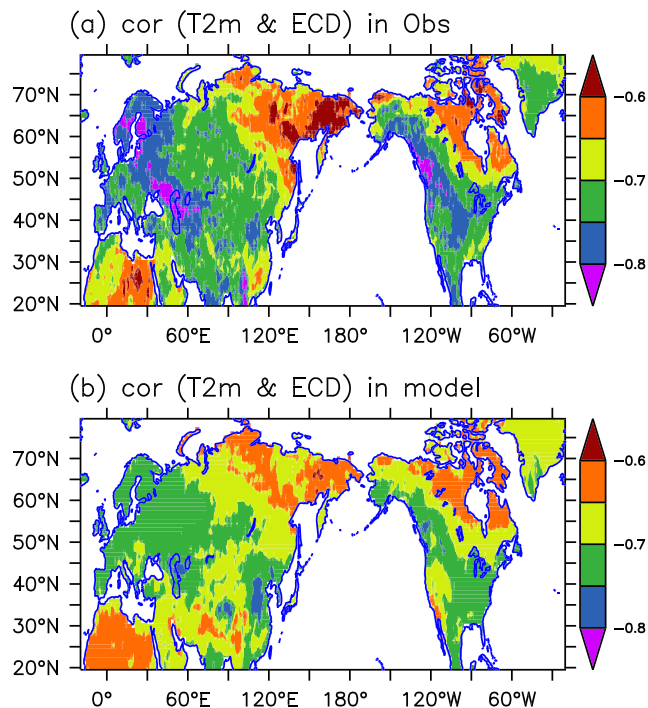 (a) cor (T2m & ECD) in Obs
70°N
60°N
50°N
40°N
30°N
20°N
0° 60°E 120°E 180° 120°W 60°W
−0.6
−0.7
−0.8
(b) cor (T2m & ECD) in model
70°N
60°N
50°N
40°N
30°N
20°N
0° 60°E 120°E 180° 120°W 60°W
−0.6
−0.7
−0.8